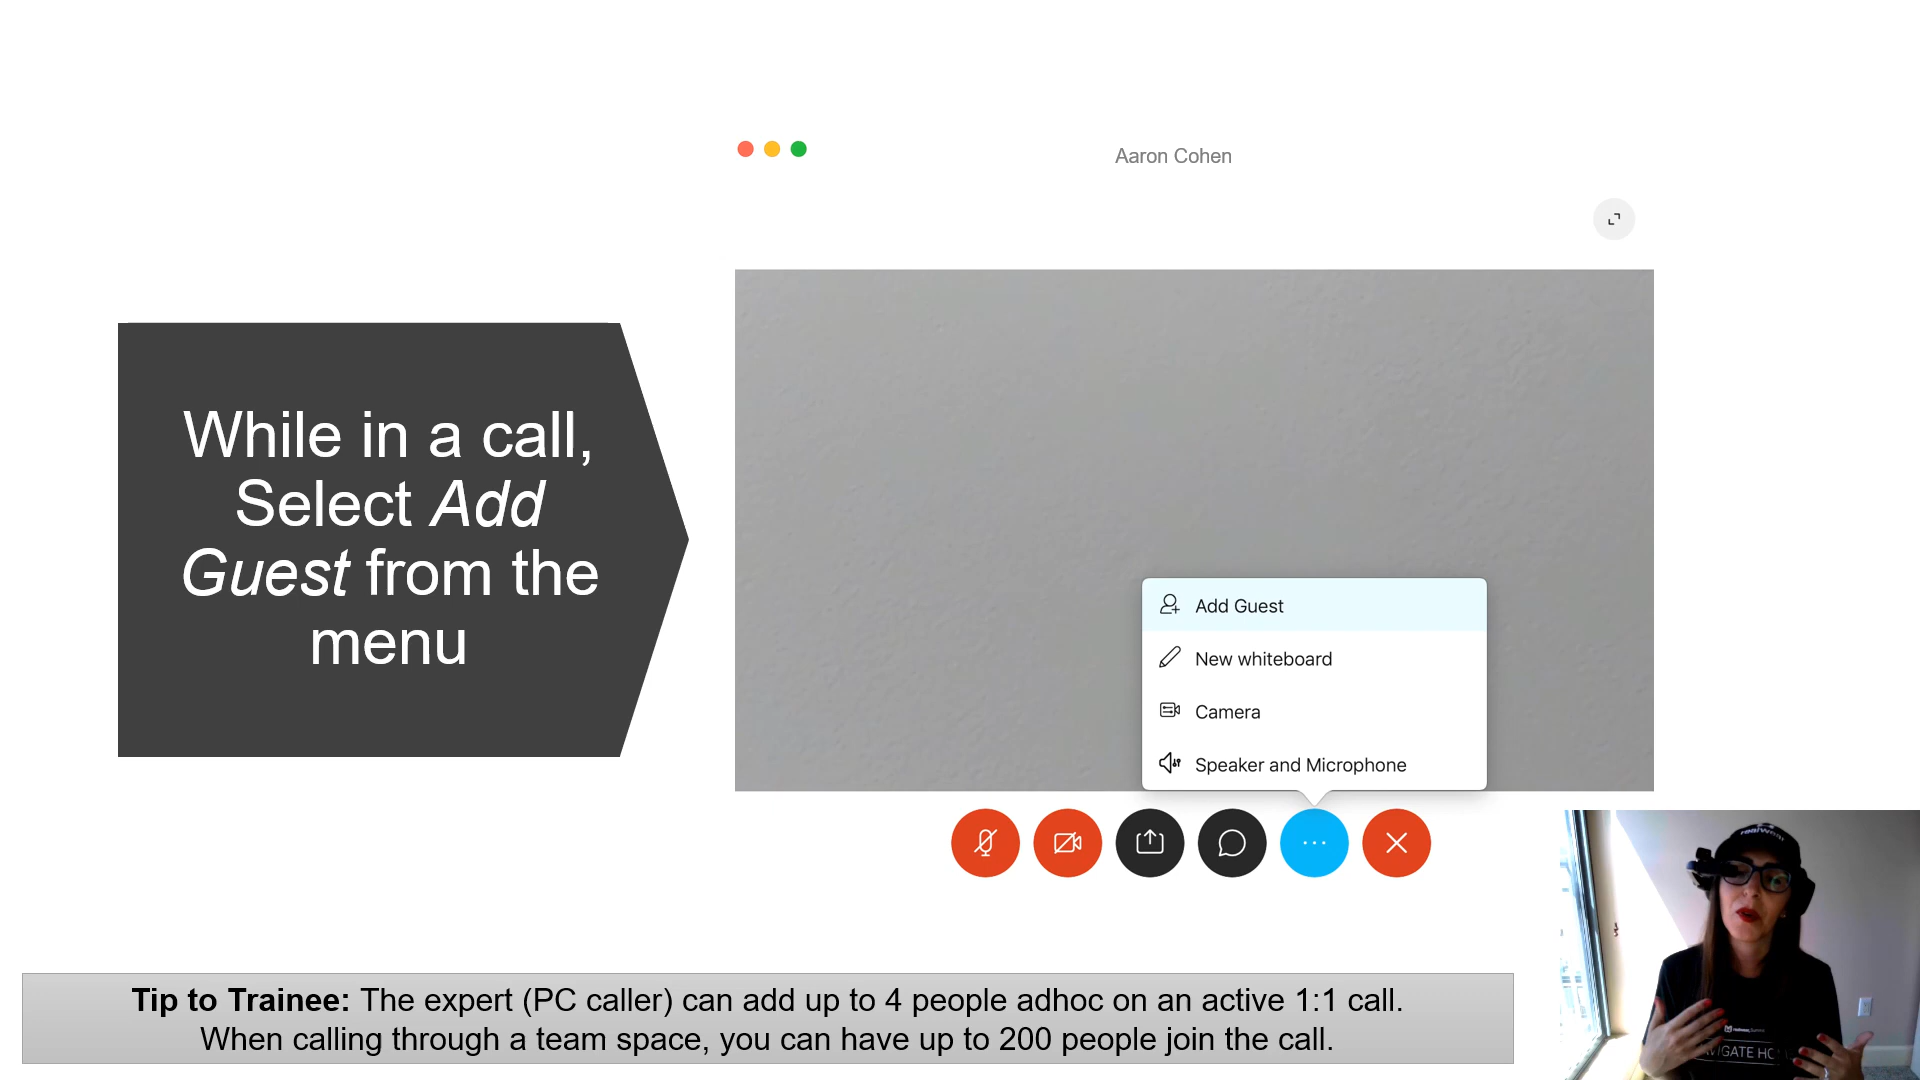 Aaron Cohen
While in a call,
Select Add
Guest from the
menu
Add Guest
New whiteboard
Camera
Speaker and Microphone
Tip to Trainee: The expert (PC caller) can add up to 4 people adhoc on an active 1:1 call.
When calling through a team space, you can have up to 200 people join the call.